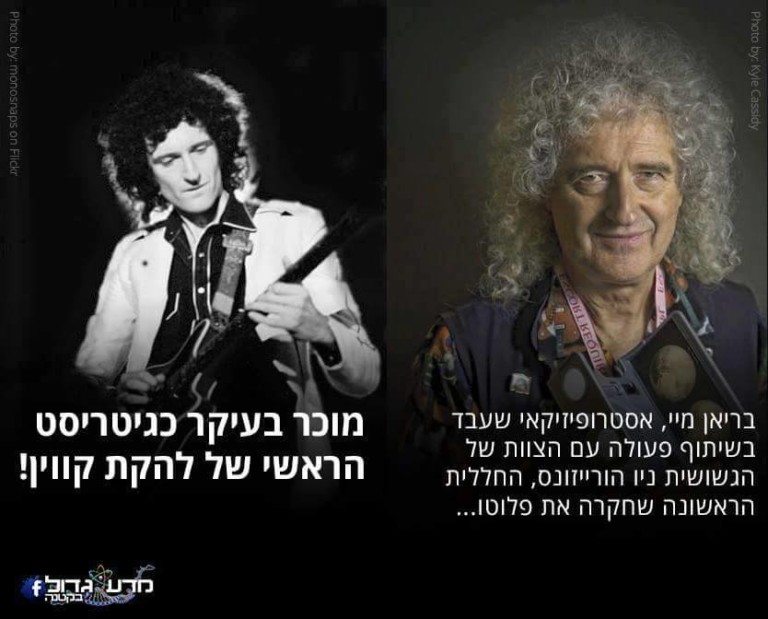 בריאן מיי, אסטרופיזיקאי שעבד
בשיתוף פעולה עם הצוות של
הגשושית ניו הורייזונס, החללית
הראשונה שחקרה את פלוטו...
מוכר בעיקר כגיטריסט
הראשי של להקת קווין!
Photo by: monosnaps on Flickr
Photo by: Kyle Cassidy
מדע גדול
בקטנה
f